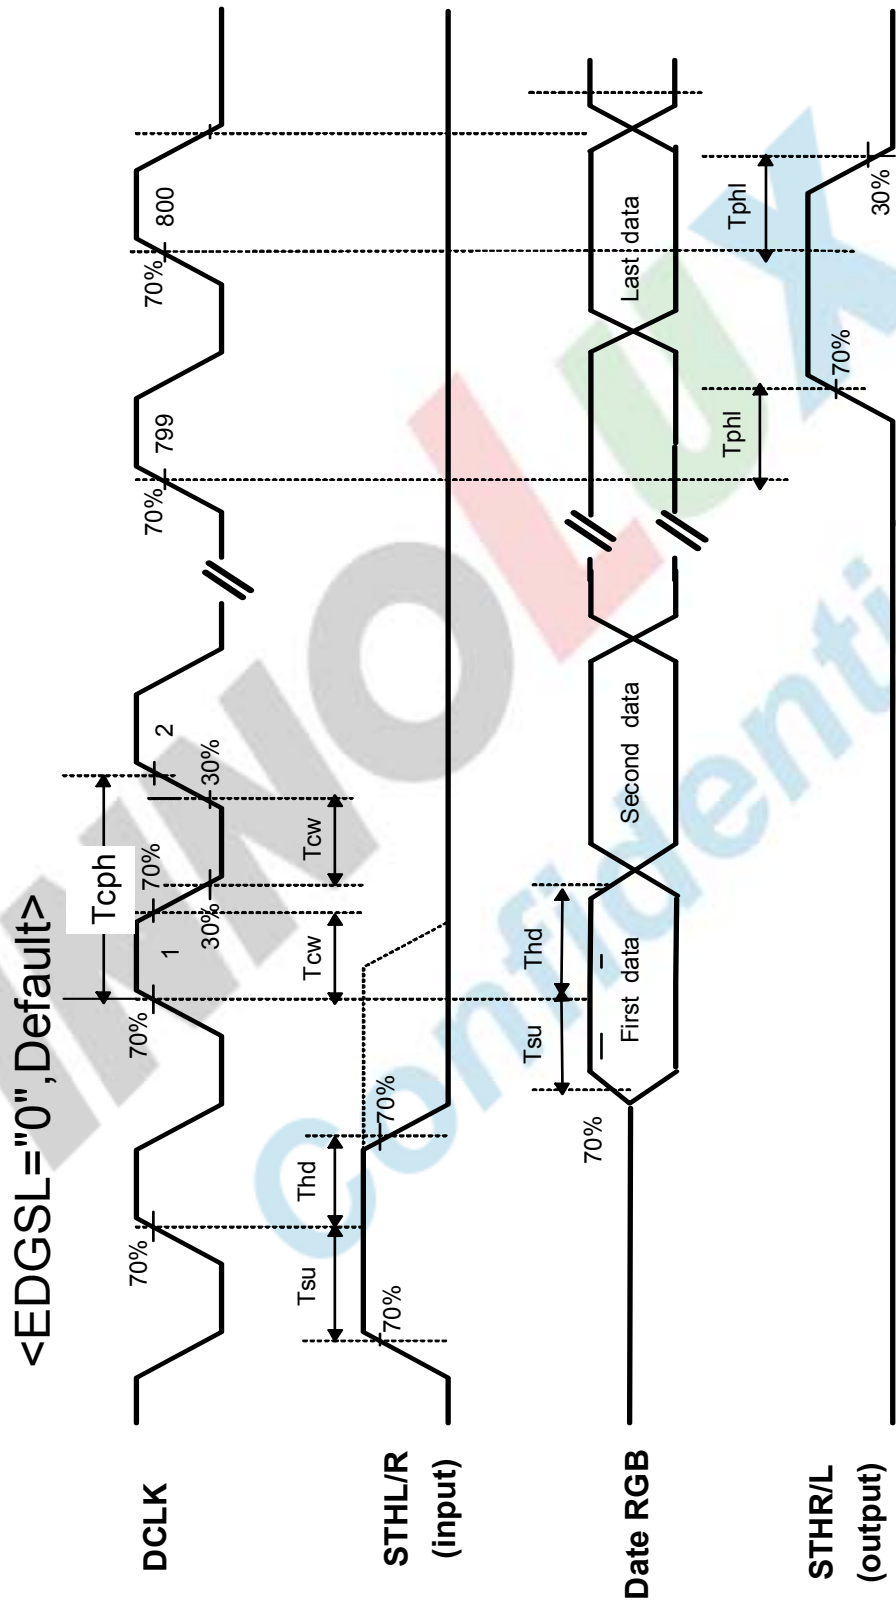 <EDGSL="0",Default>
Tcph
DCLK
70%
70%
1
70%
30%
30%
2
70%
799
70%
800
Tcw
Tcw
STHL/R
(input)
Tsu
Thd
70%
70%
Date RGB
70%
Tsu
Thd
First data
Second data
Last data
STHR/L
(output)
Tphl
Tphl
70%
30%
INNOLUX
Confidenti